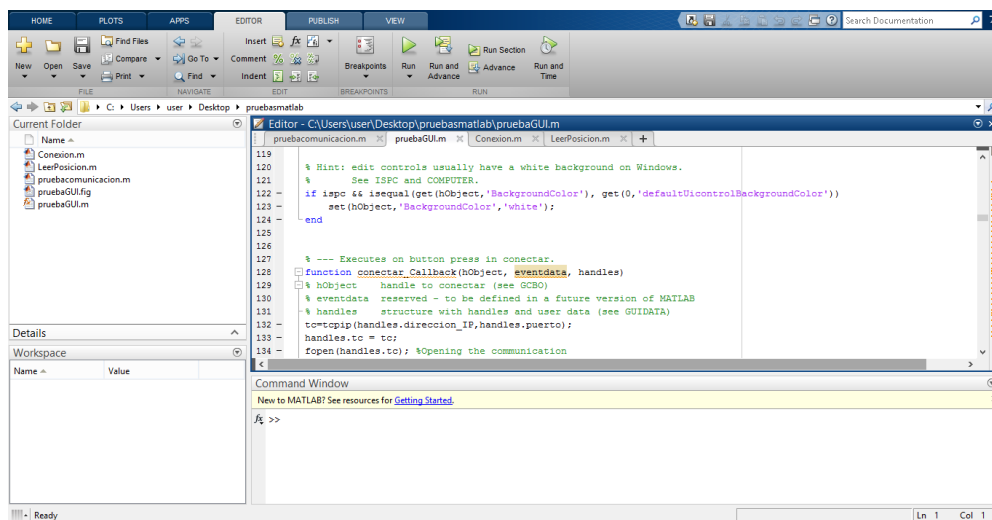 HOME PLOTS APPS EDITOR PUBLISH VIEW
Search Documentation
New Open Save Find Files Compare Print
Go To Find
Insert fx
Comment
Indent
Breakpoints Run Run and Advance Run Section Advance Run and Time
FILE NAVIGATE EDIT BREAKPOINTS RUN
C: Users user Desktop pruebasmatlab
Current Folder
Name
Conexion.m
LeerPosicion.m
pruebacomunicacion.m
pruebaGUI.fig
pruebaGUI.m
Details
Workspace
Name Value
Editor - C:\Users\user\Desktop\pruebasmatlab\pruebaGUI.m
pruebacomunicacion.m pruebaGUI.m Conexion.m LeerPosicion.m +
119
120 % Hint: edit controls usually have a white background on Windows.
121 % See ISPC and COMPUTER.
122 - if ispc && isequal(get(hObject,'BackgroundColor'), get(0,'defaultUicontrolBackgroundColor'))
123 - set(hObject,'BackgroundColor','white');
124 - end
125
126
127 % --- Executes on button press in conectar.
128 function conectar_Callback(hObject, eventdata, handles)
129 % hObject handle to conectar (see GCBO)
130 % eventdata reserved - to be defined in a future version of MATLAB
131 % handles structure with handles and user data (see GUIDATA)
132 - tc=tcpip(handles.direccion_IP,handles.puerto);
133 - handles.tc = tc;
134 - fopen(handles.tc); %Opening the communication
Command Window
New to MATLAB? See resources for Getting Started.
fx >>
Ready
Ln 1 Col 1